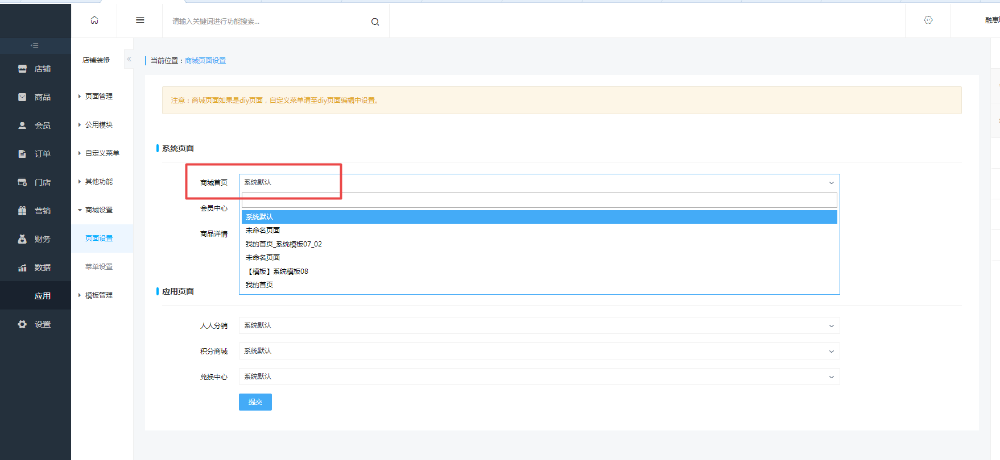 请输入关键词进行功能搜索...
融惠
店铺
商品
会员
订单
门店
营销
财务
数据
应用
设置
店铺装修
页面管理
公用模块
自定义菜单
其他功能
商城设置
页面设置
菜单设置
模板管理
当前位置：商城页面设置
注意：商城页面如果是diy页面，自定义菜单请至diy页面编辑中设置。
系统页面
商城首页 系统默认
会员中心
商品详情
系统默认
未命名页面
我的首页_系统模板07_02
未命名页面
【模板】系统模板08
我的首页
应用页面
人人分销 系统默认
积分商城 系统默认
兑换中心 系统默认
提交